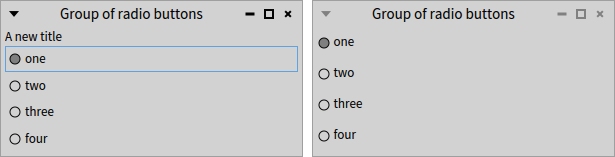 Group of radio buttons
A new title
one
two
three
four
Group of radio buttons
one
two
three
four